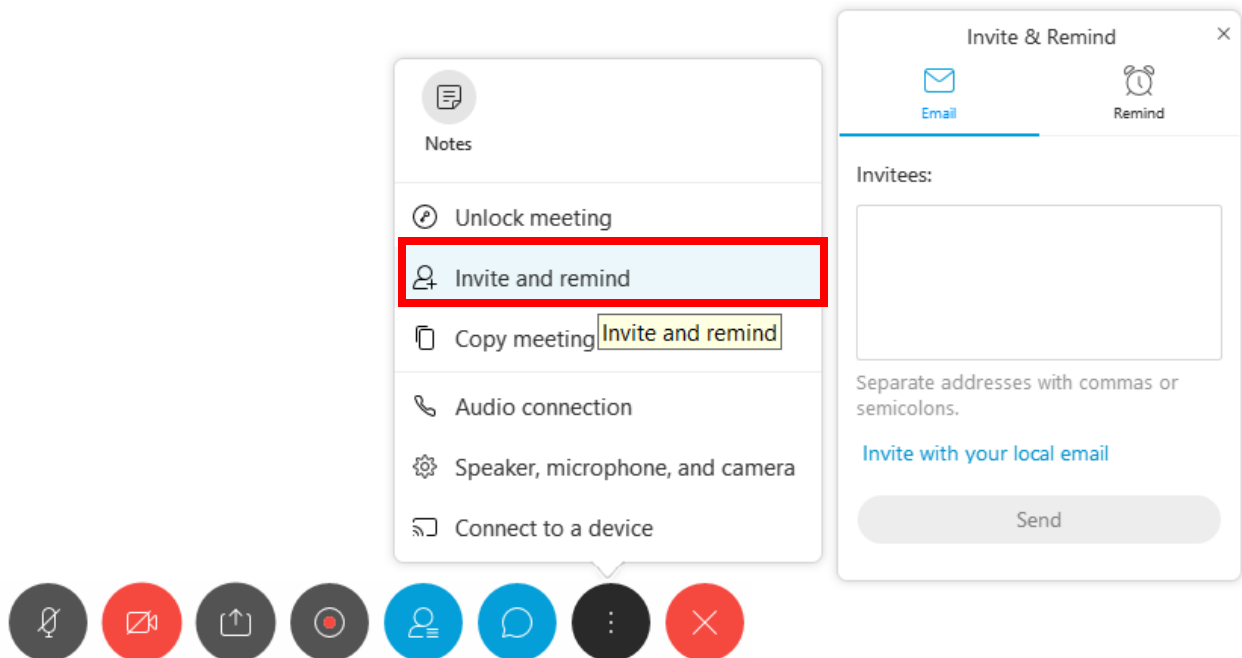 Notes
Unlock meeting
Invite and remind
Copy meeting
Invite and remind
Audio connection
Speaker, microphone, and camera
Connect to a device
Invite & Remind
Email
Remind
Invitees:
Separate addresses with commas or
semicolons.
Invite with your local email
Send